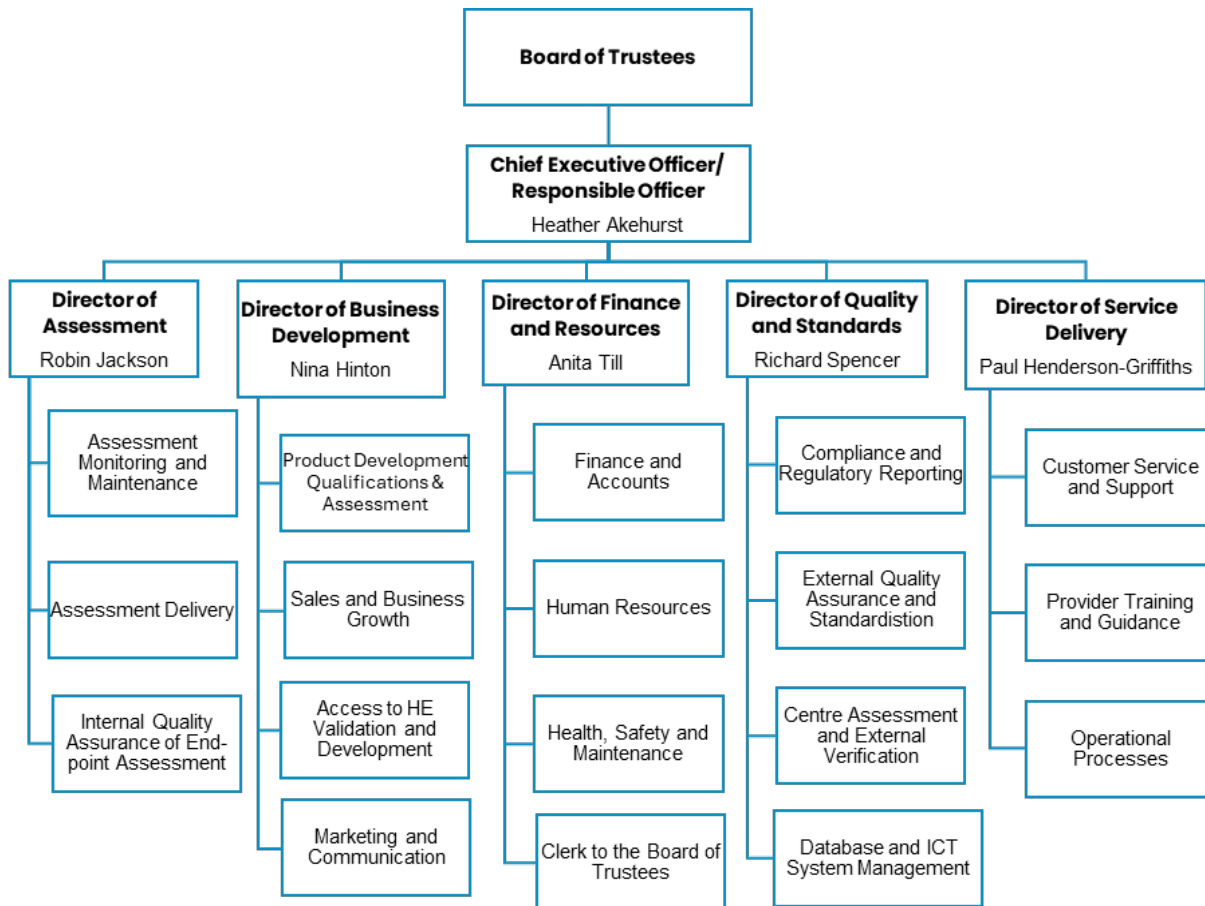 Board of Trustees
Chief Executive Officer/
Responsible Officer
Heather Akehurst
Director of
Assessment
Robin Jackson
Director of Business
Development
Nina Hinton
Director of Finance
and Resources
Anita Till
Director of Quality
and Standards
Richard Spencer
Director of Service
Delivery
Paul Henderson-Griffiths
Assessment
Monitoring and
Maintenance
Assessment Delivery
Internal Quality
Assurance of End-
point Assessment
Product Development
Qualifications &
Assessment
Sales and Business
Growth
Access to HE
Validation and
Development
Marketing and
Communication
Finance and
Accounts
Human Resources
Health, Safety and
Maintenance
Clerk to the Board of
Trustees
Compliance and
Regulatory Reporting
External Quality
Assurance and
Standardistion
Centre Assessment
and External
Verification
Database and ICT
System Management
Customer Service
and Support
Provider Training
and Guidance
Operational
Processes